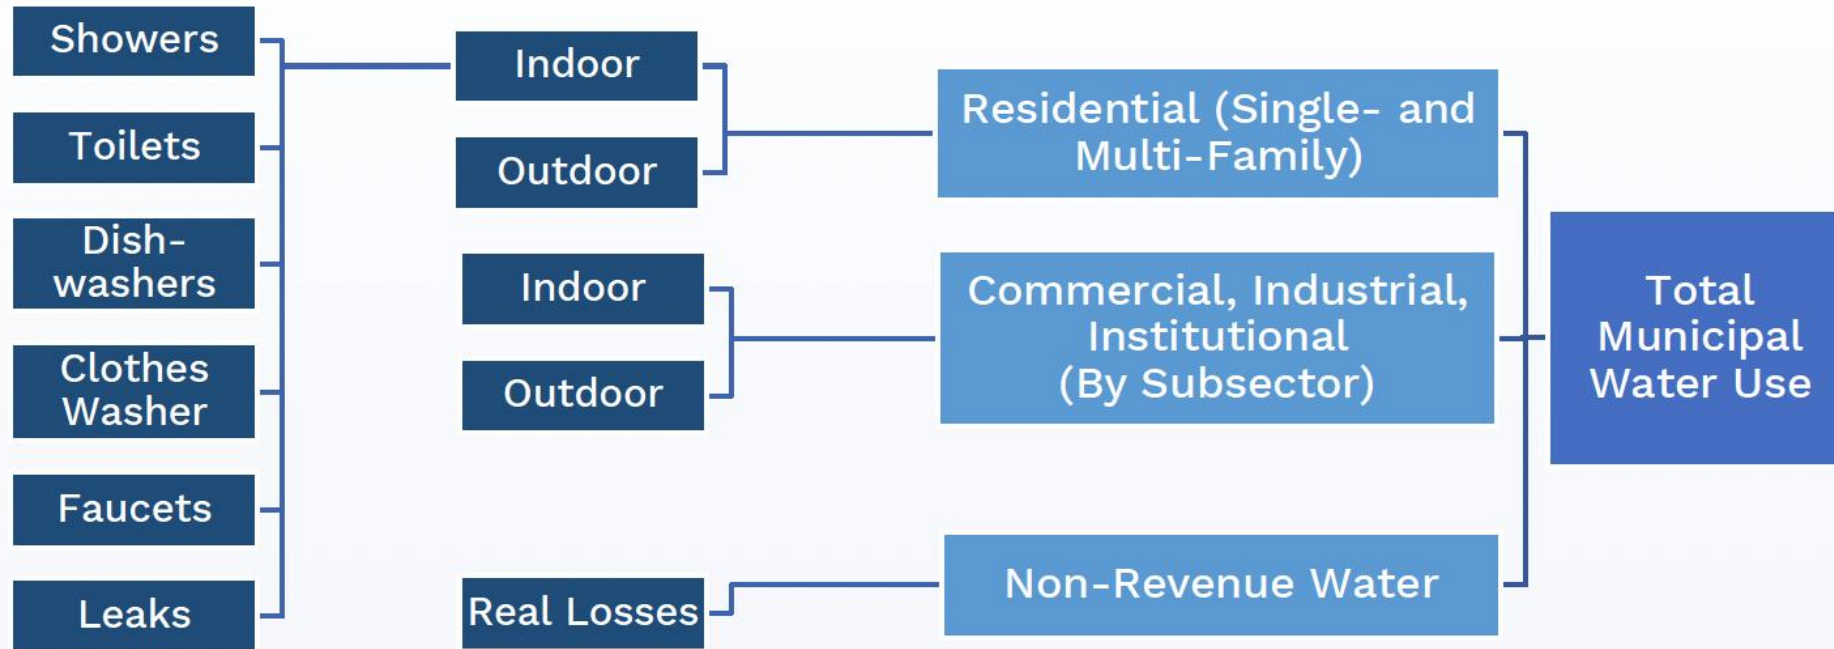 Showers
Toilets
Dish-
washers
Clothes
Washer
Faucets
Leaks
Indoor
Outdoor
Indoor
Outdoor
Real Losses
Residential (Single- and
Multi-Family)
Commercial, Industrial,
Institutional
(By Subsector)
Non-Revenue Water
Total
Municipal
Water Use